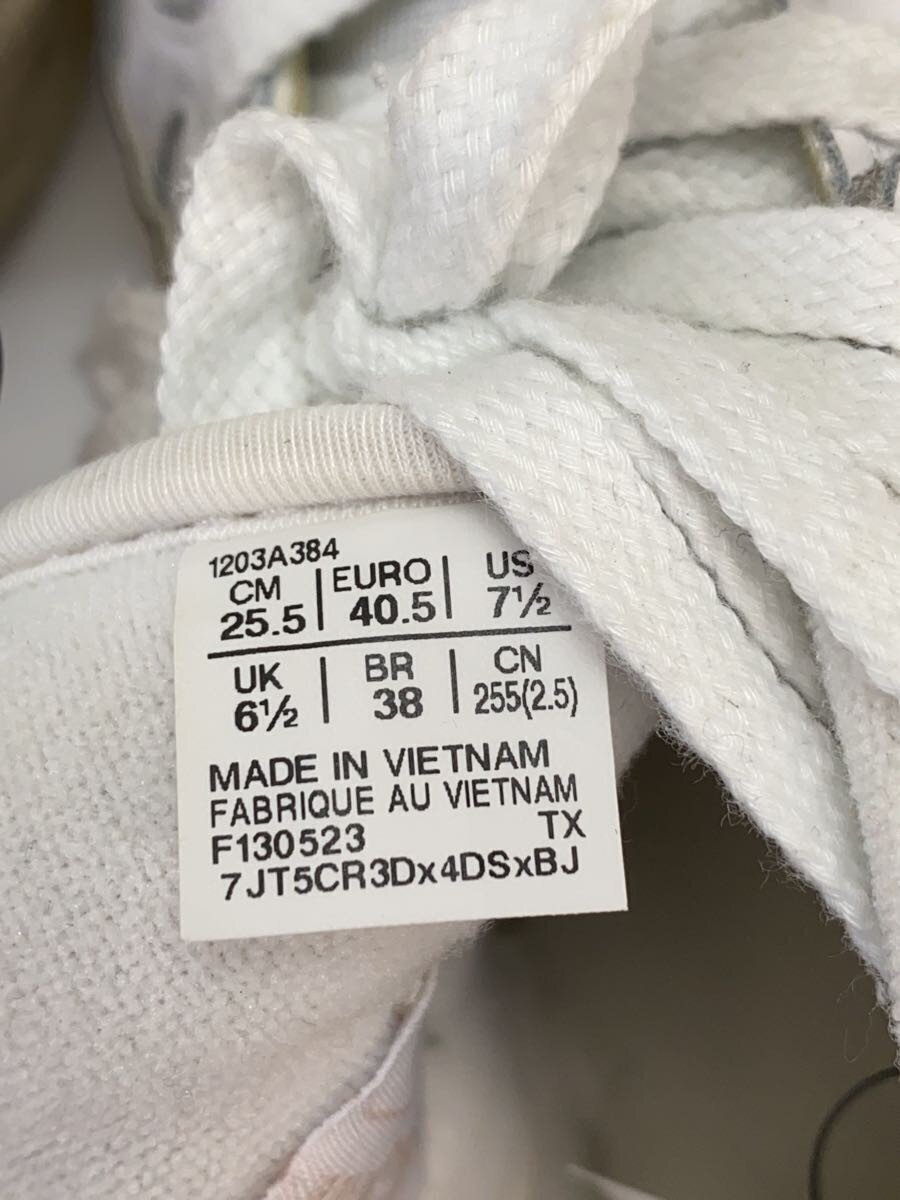 1203A384
CM | EURO | US
25.5 | 40.5 | 7½
UK | BR | CN
6½ | 38 | 255(2.5)
MADE IN VIETNAM
FABRIQUE AU VIETNAM
F130523 TX
7JT5CR3Dx4DSxBJ